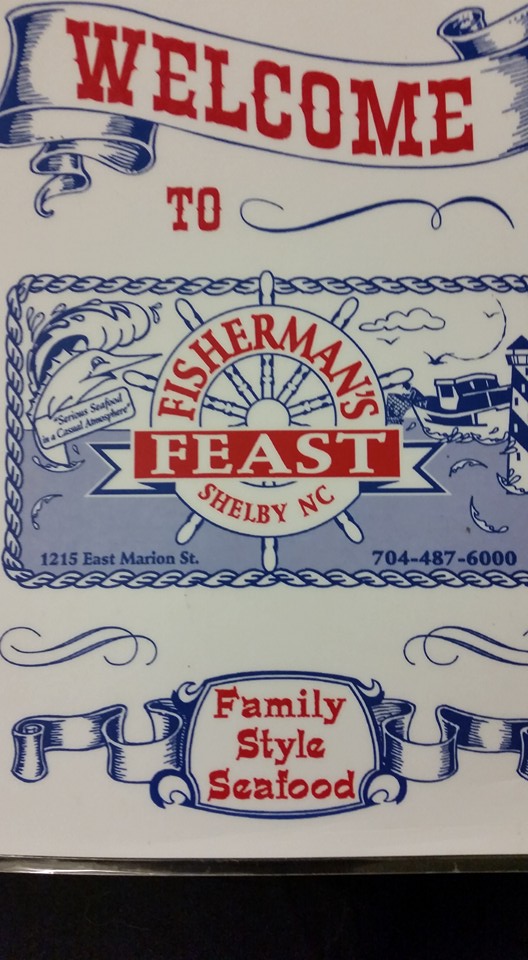 WELCOME
TO
FISHERMAN'S
FEAST
SHELBY NC
"Serious Seafood
in a Casual Atmosphere"
1215 East Marion St.
704-487-6000
Family
Style
Seafood